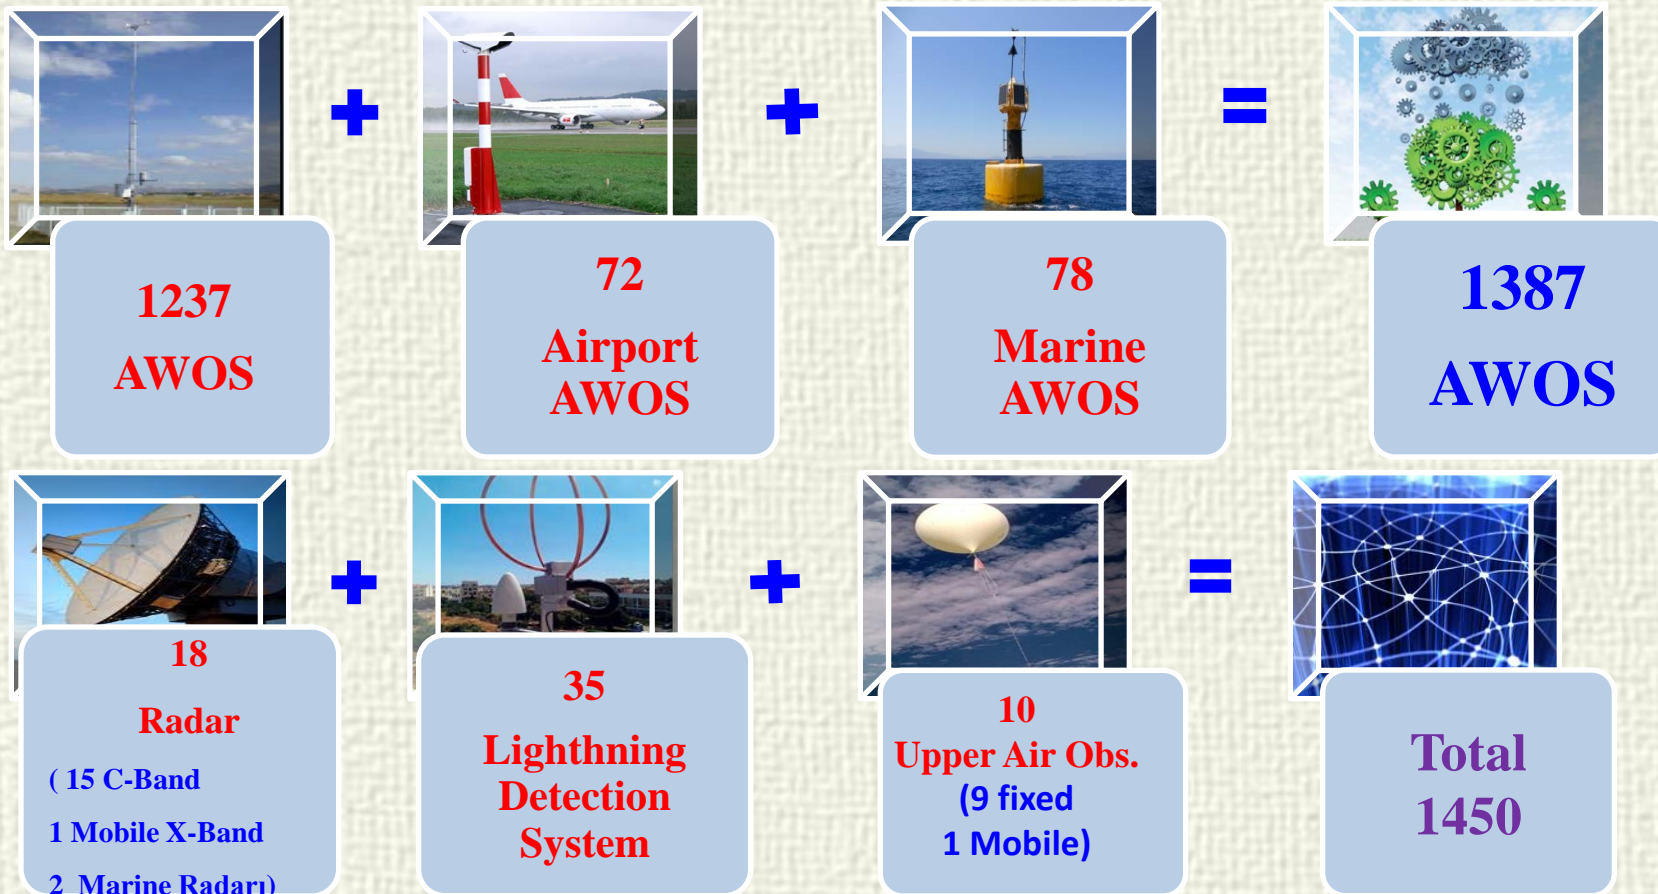 1237
AWOS
72
Airport
AWOS
78
Marine
AWOS
1387
AWOS
18
Radar
( 15 C-Band
1 Mobile X-Band
2 Marine Radarı)
35
Lighthning
Detection
System
10
Upper Air Obs.
(9 fixed
1 Mobile)
Total
1450